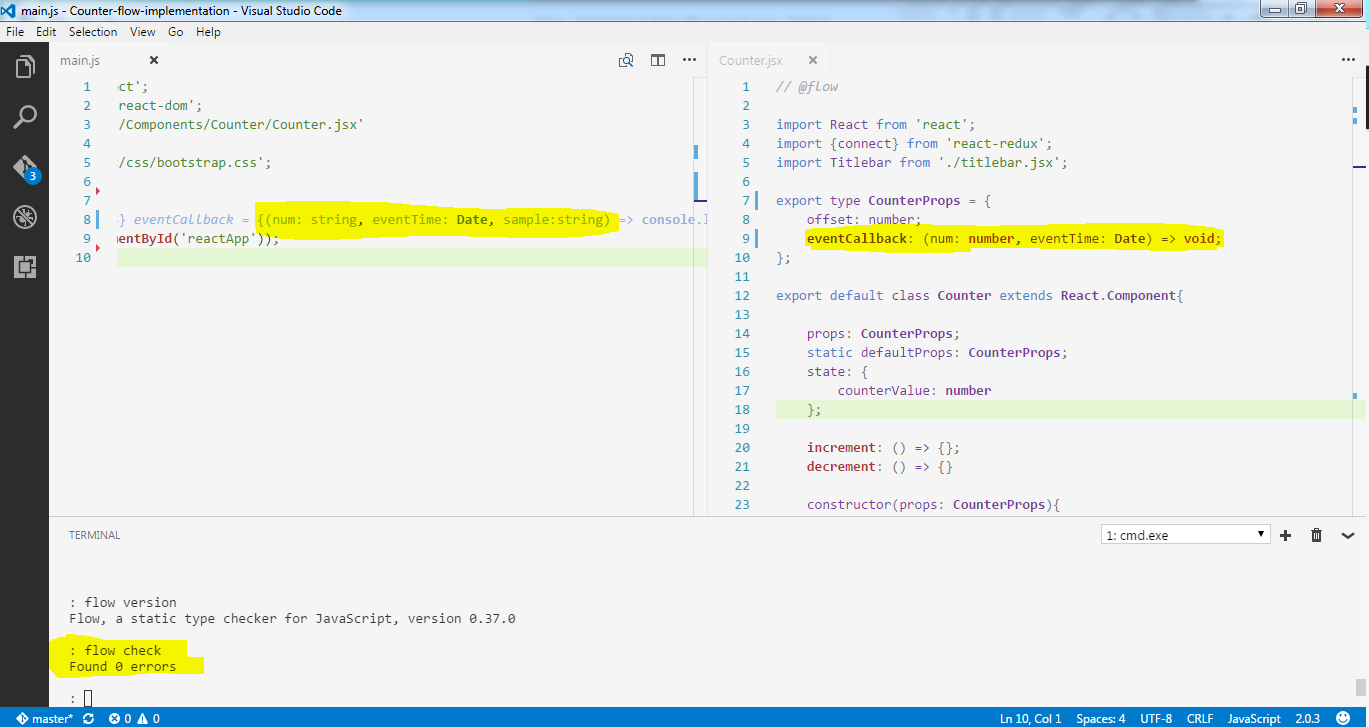 main.js - Counter-flow-implementation - Visual Studio Code
File Edit Selection View Go Help
main.js
1 ct';
2 react-dom';
3 /Components/Counter/Counter.jsx'
4
5 /css/bootstrap.css';
6
7
8 } eventCallback = {(num: string, eventTime: Date, sample:string) => console.l
9 mentById('reactApp'));
10
Counter.jsx
1 // @flow
2
3 import React from 'react';
4 import {connect} from 'react-redux';
5 import Titlebar from './titlebar.jsx';
6
7 export type CounterProps = {
8 offset: number;
9 eventCallback: (num: number, eventTime: Date) => void;
10 };
11
12 export default class Counter extends React.Component{
13
14 props: CounterProps;
15 static defaultProps: CounterProps;
16 state: {
17 counterValue: number
18 };
19
20 increment: () => {};
21 decrement: () => {}
22
23 constructor(props: CounterProps){
3
TERMINAL
1: cmd.exe
: flow version
Flow, a static type checker for JavaScript, version 0.37.0
: flow check
Found 0 errors
:
master* 0 0 Ln 10, Col 1 Spaces: 4 UTF-8 CRLF JavaScript 2.0.3